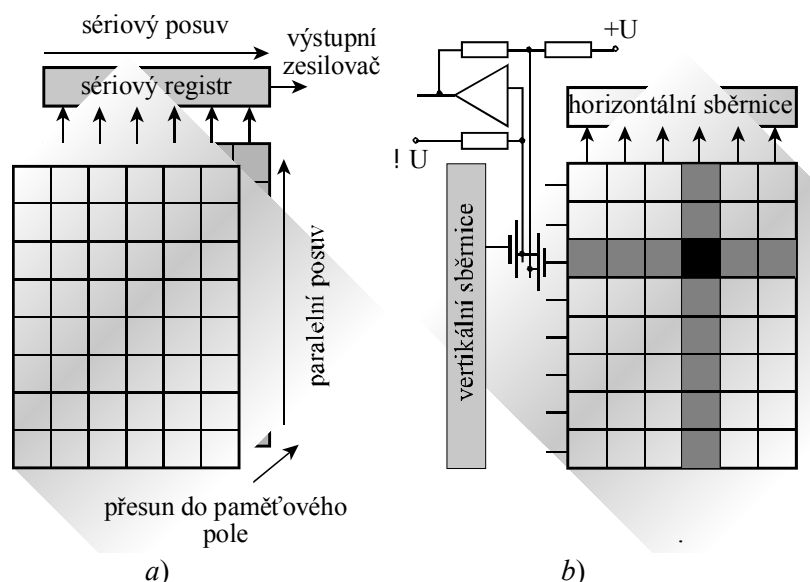 sériový posuv
výstupní
zesilovač
sériový registr
paralelní posuv
přesun do paměťového
pole
a)
+U
horizontální sběrnice
! U
vertikální sběrnice
b)